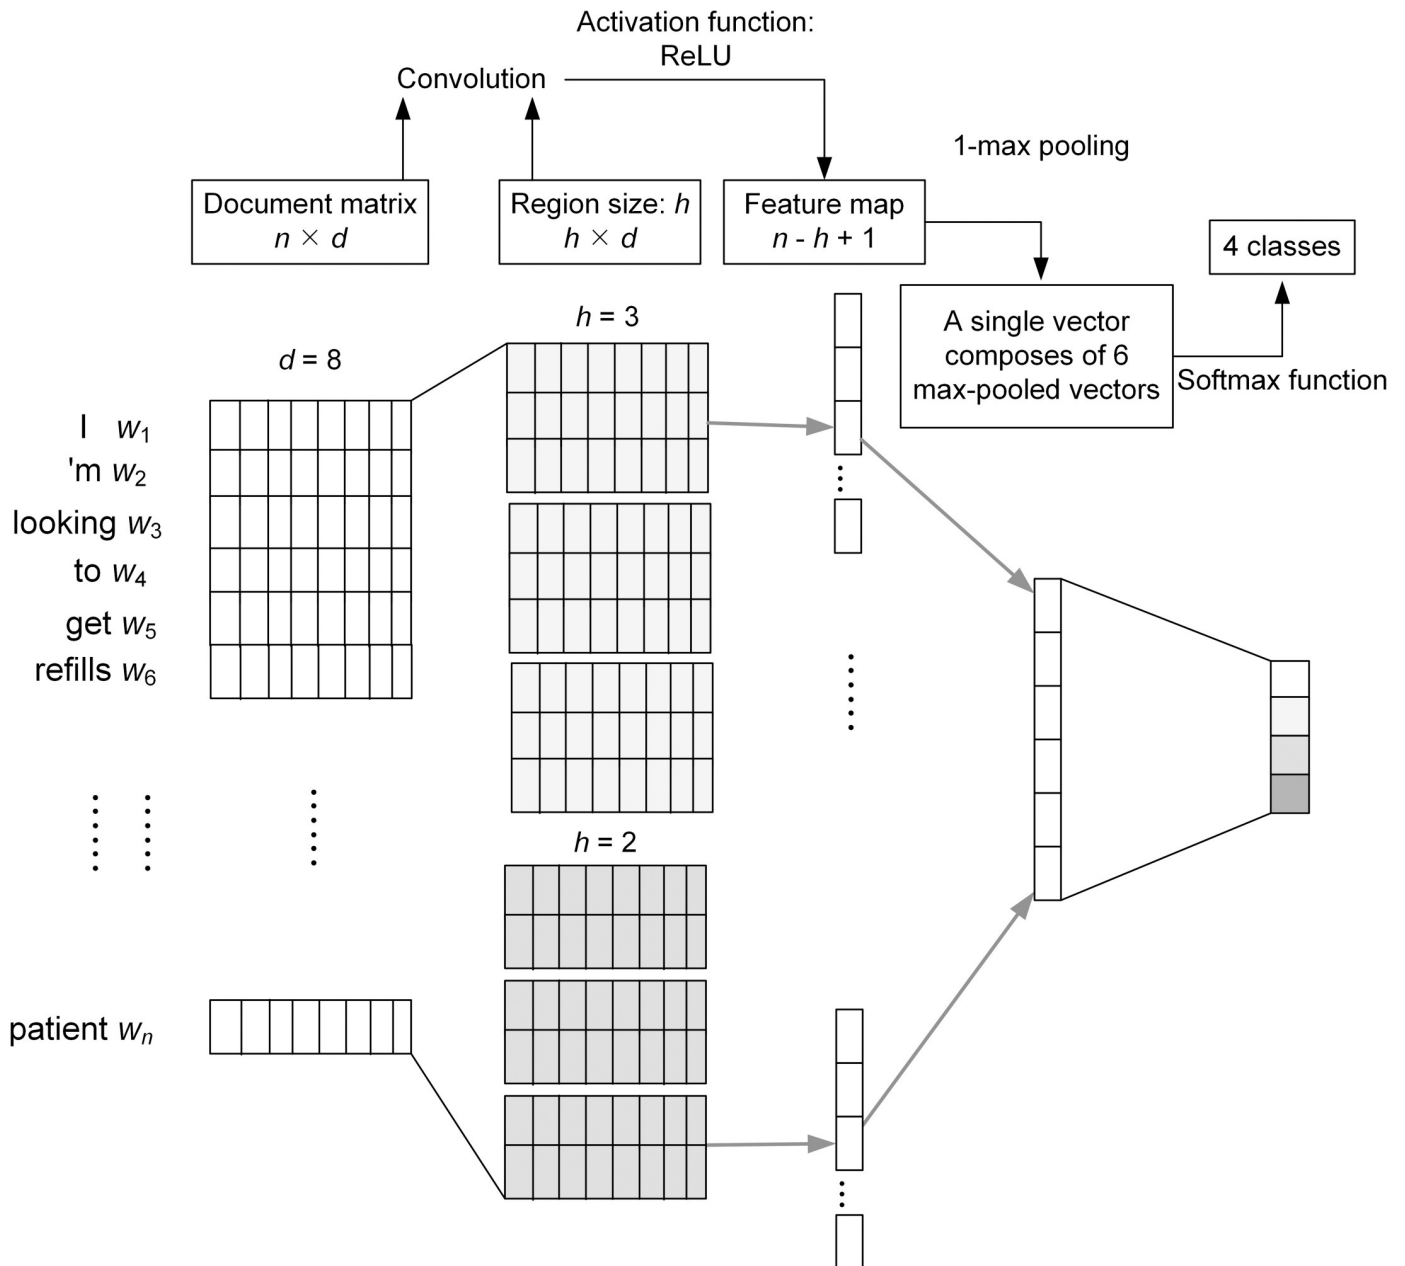 Activation function:
ReLU
Convolution
1-max pooling
Document matrix
n × d
Region size: h
h × d
Feature map
n - h + 1
4 classes
A single vector
composes of 6
max-pooled vectors
Softmax function
h = 3
d = 8
I w1
'm w2
looking w3
to w4
get w5
refills w6
h = 2
patient wn